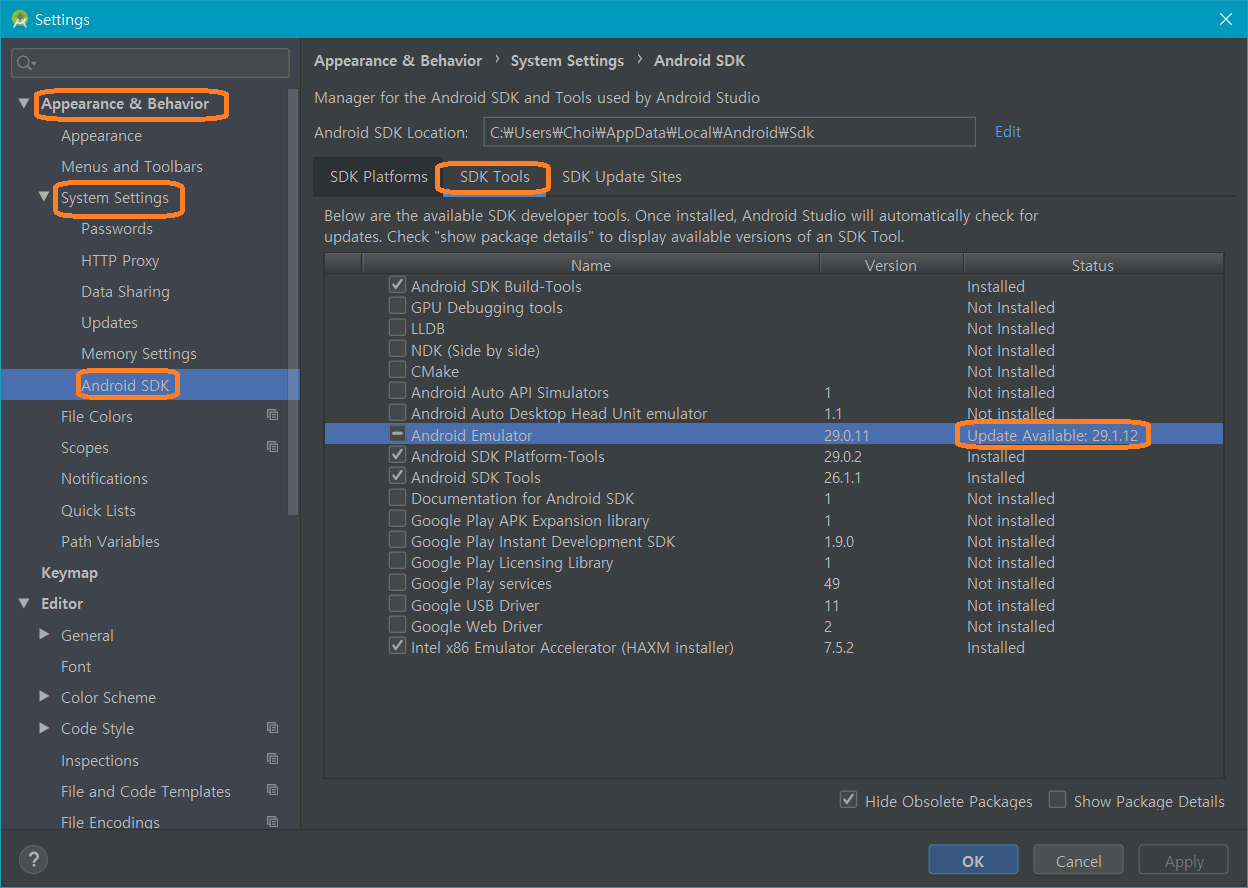 Settings
Appearance & Behavior
Appearance
Menus and Toolbars
System Settings
Passwords
HTTP Proxy
Data Sharing
Updates
Memory Settings
Android SDK
File Colors
Scopes
Notifications
Quick Lists
Path Variables
Keymap
Editor
General
Font
Color Scheme
Code Style
Inspections
File and Code Templates
File Encodings
Appearance & Behavior › System Settings › Android SDK
Manager for the Android SDK and Tools used by Android Studio
Android SDK Location: C:₩Users₩Choi₩AppData₩Local₩Android₩Sdk Edit
SDK Platforms SDK Tools SDK Update Sites
Below are the available SDK developer tools. Once installed, Android Studio will automatically check for
updates. Check "show package details" to display available versions of an SDK Tool.
Name Version Status
Android SDK Build-Tools Installed
GPU Debugging tools Not Installed
LLDB Not Installed
NDK (Side by side) Not Installed
CMake Not Installed
Android Auto API Simulators 1 Not installed
Android Auto Desktop Head Unit emulator 1.1 Not installed
Android Emulator 29.0.11 Update Available: 29.1.12
Android SDK Platform-Tools 29.0.2 Installed
Android SDK Tools 26.1.1 Installed
Documentation for Android SDK 1 Not installed
Google Play APK Expansion library 1 Not installed
Google Play Instant Development SDK 1.9.0 Not installed
Google Play Licensing Library 1 Not installed
Google Play services 49 Not installed
Google USB Driver 11 Not installed
Google Web Driver 2 Not installed
Intel x86 Emulator Accelerator (HAXM installer) 7.5.2 Installed
Hide Obsolete Packages Show Package Details
? OK Cancel Apply